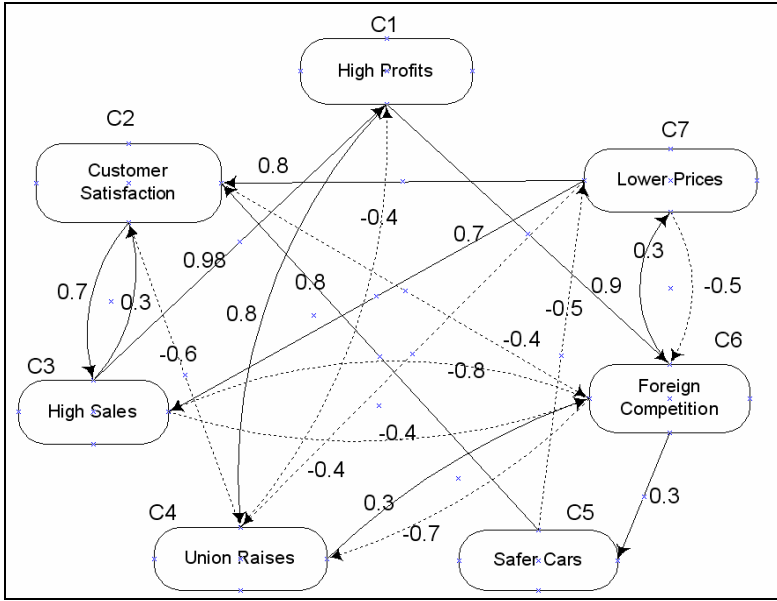 C1
High Profits
C2
Customer
Satisfaction
C7
Lower Prices
0.8
-0.4
0.7
0.98
0.3
0.7
0.3
0.8
0.8
-0.5
0.9
-0.5
-0.4
-0.6
-0.8
C3
High Sales
C6
Foreign
Competition
-0.4
-0.4
0.3
0.3
-0.7
C4
Union Raises
C5
Safer Cars